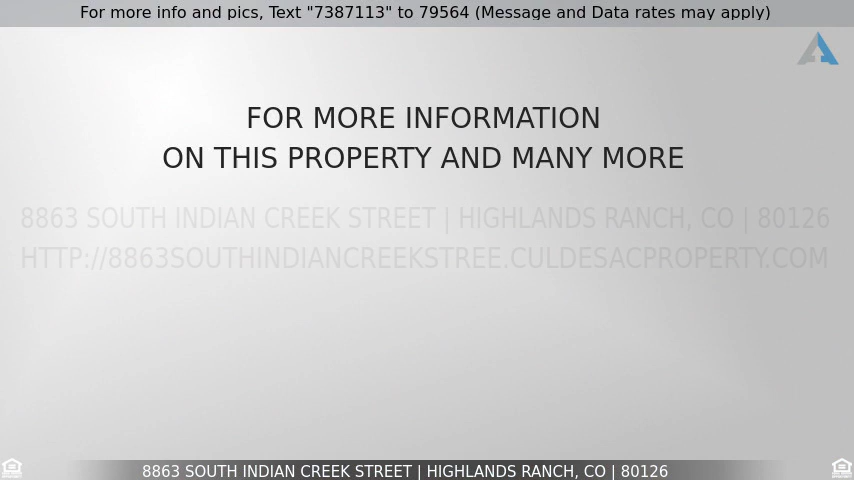 For more info and pics, Text "7387113" to 79564 (Message and Data rates may apply)
FOR MORE INFORMATION
ON THIS PROPERTY AND MANY MORE
8863 SOUTH INDIAN CREEK STREET | HIGHLANDS RANCH, CO | 80126
HTTP://8863SOUTHINDIANCREEKSTREE.CULDESACPROPERTY.COM
8863 SOUTH INDIAN CREEK STREET | HIGHLANDS RANCH, CO | 80126